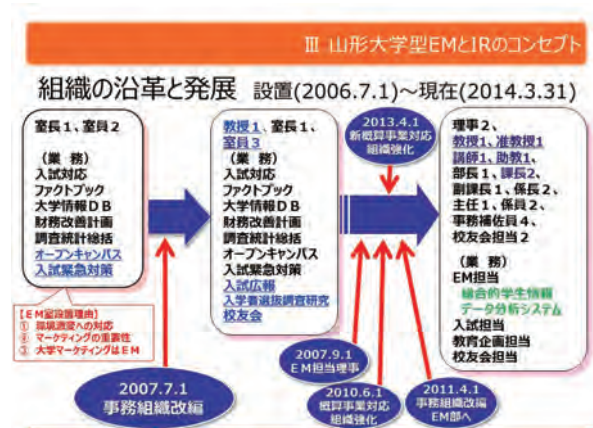 Ⅲ 山形大学型EMとIRのコンセプト
組織の沿革と発展 設置(2006.7.1)～現在(2014.3.31)
室長１、室員２
（業 務）
入試対応
ファクトブック
大学情報ＤＢ
財務改善計画
調査統計総括
オープンキャンパス
入試緊急対策
【ＥＭ室設置理由】
① 環境激変への対応
② マーケティングの重要性
③ 大学マーケティングはＥＭ
2007.7.1
事務組織改編
教授１、室長１、
室員３
（業 務）
入試対応
ファクトブック
大学情報ＤＢ
財務改善計画
調査統計総括
オープンキャンパス
入試緊急対策
入試広報
入学者選抜調査研究
校友会
2013.4.1
新概算事業対応
組織強化
2007.9.1
ＥＭ担当理事
2010.6.1
概算事業対応
組織強化
2011.4.1
事務組織改編
EM部へ
理事２、
教授１、准教授１
講師１、助教１、
部長１、課長２、
副課長１、係長２、
主任１、係員２、
事務補佐員４、
校友会担当２
（業 務）
EM担当
総合的学生情報
データ分析システム
入試担当
教育企画担当
校友会担当